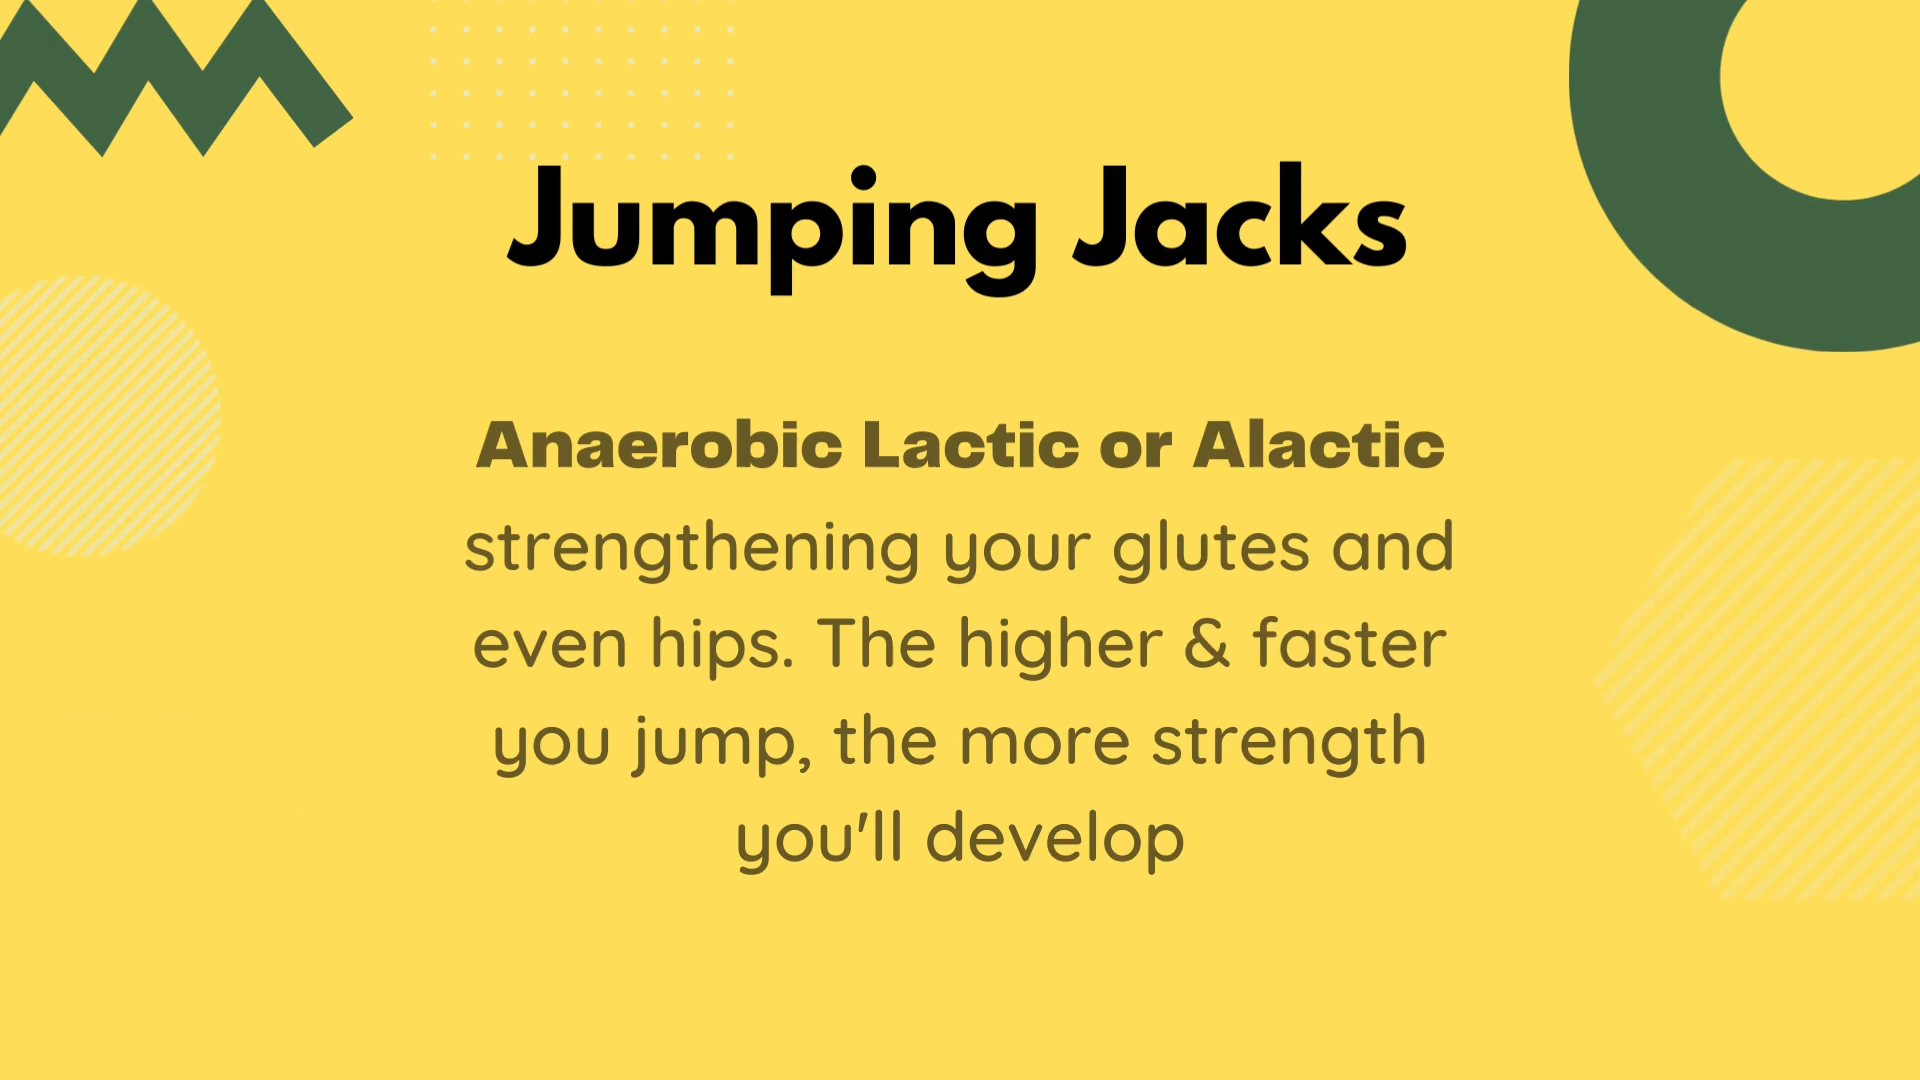 Jumping Jacks
Anaerobic Lactic or Alactic
strengthening your glutes and
even hips. The higher & faster
you jump, the more strength
you'll develop